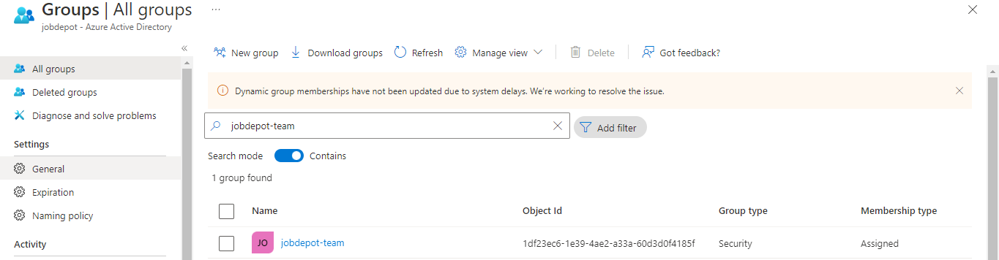 Groups | All groups
...
jobdepot - Azure Active Directory
«
All groups
Deleted groups
Diagnose and solve problems
Settings
General
Expiration
Naming policy
Activity
New group Download groups Refresh Manage view Delete Got feedback?
Dynamic group memberships have not been updated due to system delays. We're working to resolve the issue.
jobdepot-team Add filter
Search mode Contains
1 group found
Name Object Id Group type Membership type
JO jobdepot-team 1df23ec6-1e39-4ae2-a33a-60d3d0f4185f Security Assigned